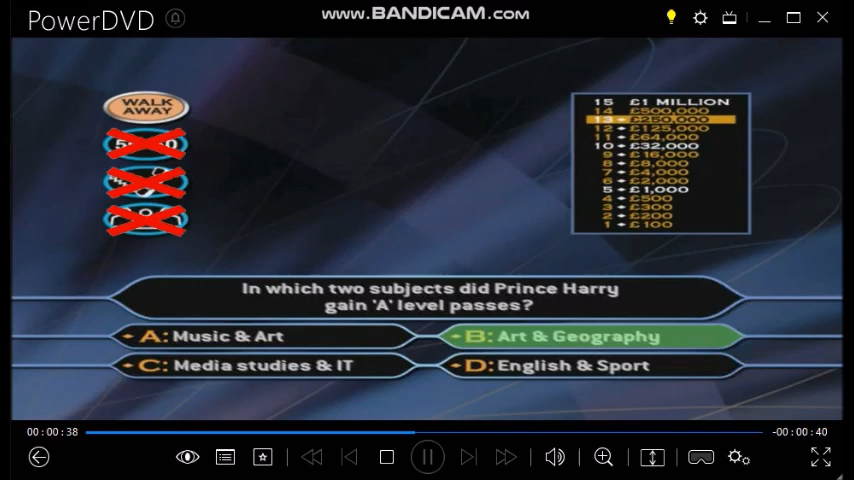 PowerDVD
www.BANDICAM.com
WALK
AWAY
15 £1 MILLION
14 £500,000
13 £250,000
12 £125,000
11 £64,000
10 £32,000
9 £16,000
8 £8,000
7 £4,000
6 £2,000
5 £1,000
4 £500
3 £300
2 £200
1 £100
In which two subjects did Prince Harry
gain 'A' level passes?
A: Music & Art
B: Art & Geography
C: Media studies & IT
D: English & Sport
00:00:38
-00:00:40